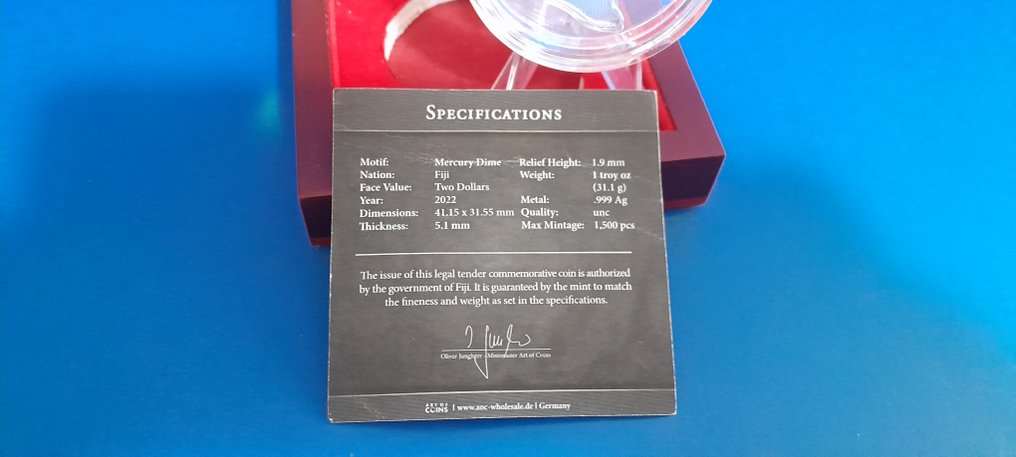 SPECIFICATIONS
Motif: Mercury Dime Relief Height: 1.9 mm
Nation: Fiji Weight: 1 troy oz
Face Value: Two Dollars (31.1 g)
Year: 2022 Metal: .999 Ag
Dimensions: 41.15 x 31.55 mm Quality: unc
Thickness: 5.1 mm Max Mintage: 1,500 pcs
The issue of this legal tender commemorative coin is authorized
by the government of Fiji. It is guaranteed by the mint to match
the fineness and weight as set in the specifications.
Oliver Jungherr - Mintmaster Art of Coins
ART OF COINS | www.aoc-wholesale.de | Germany